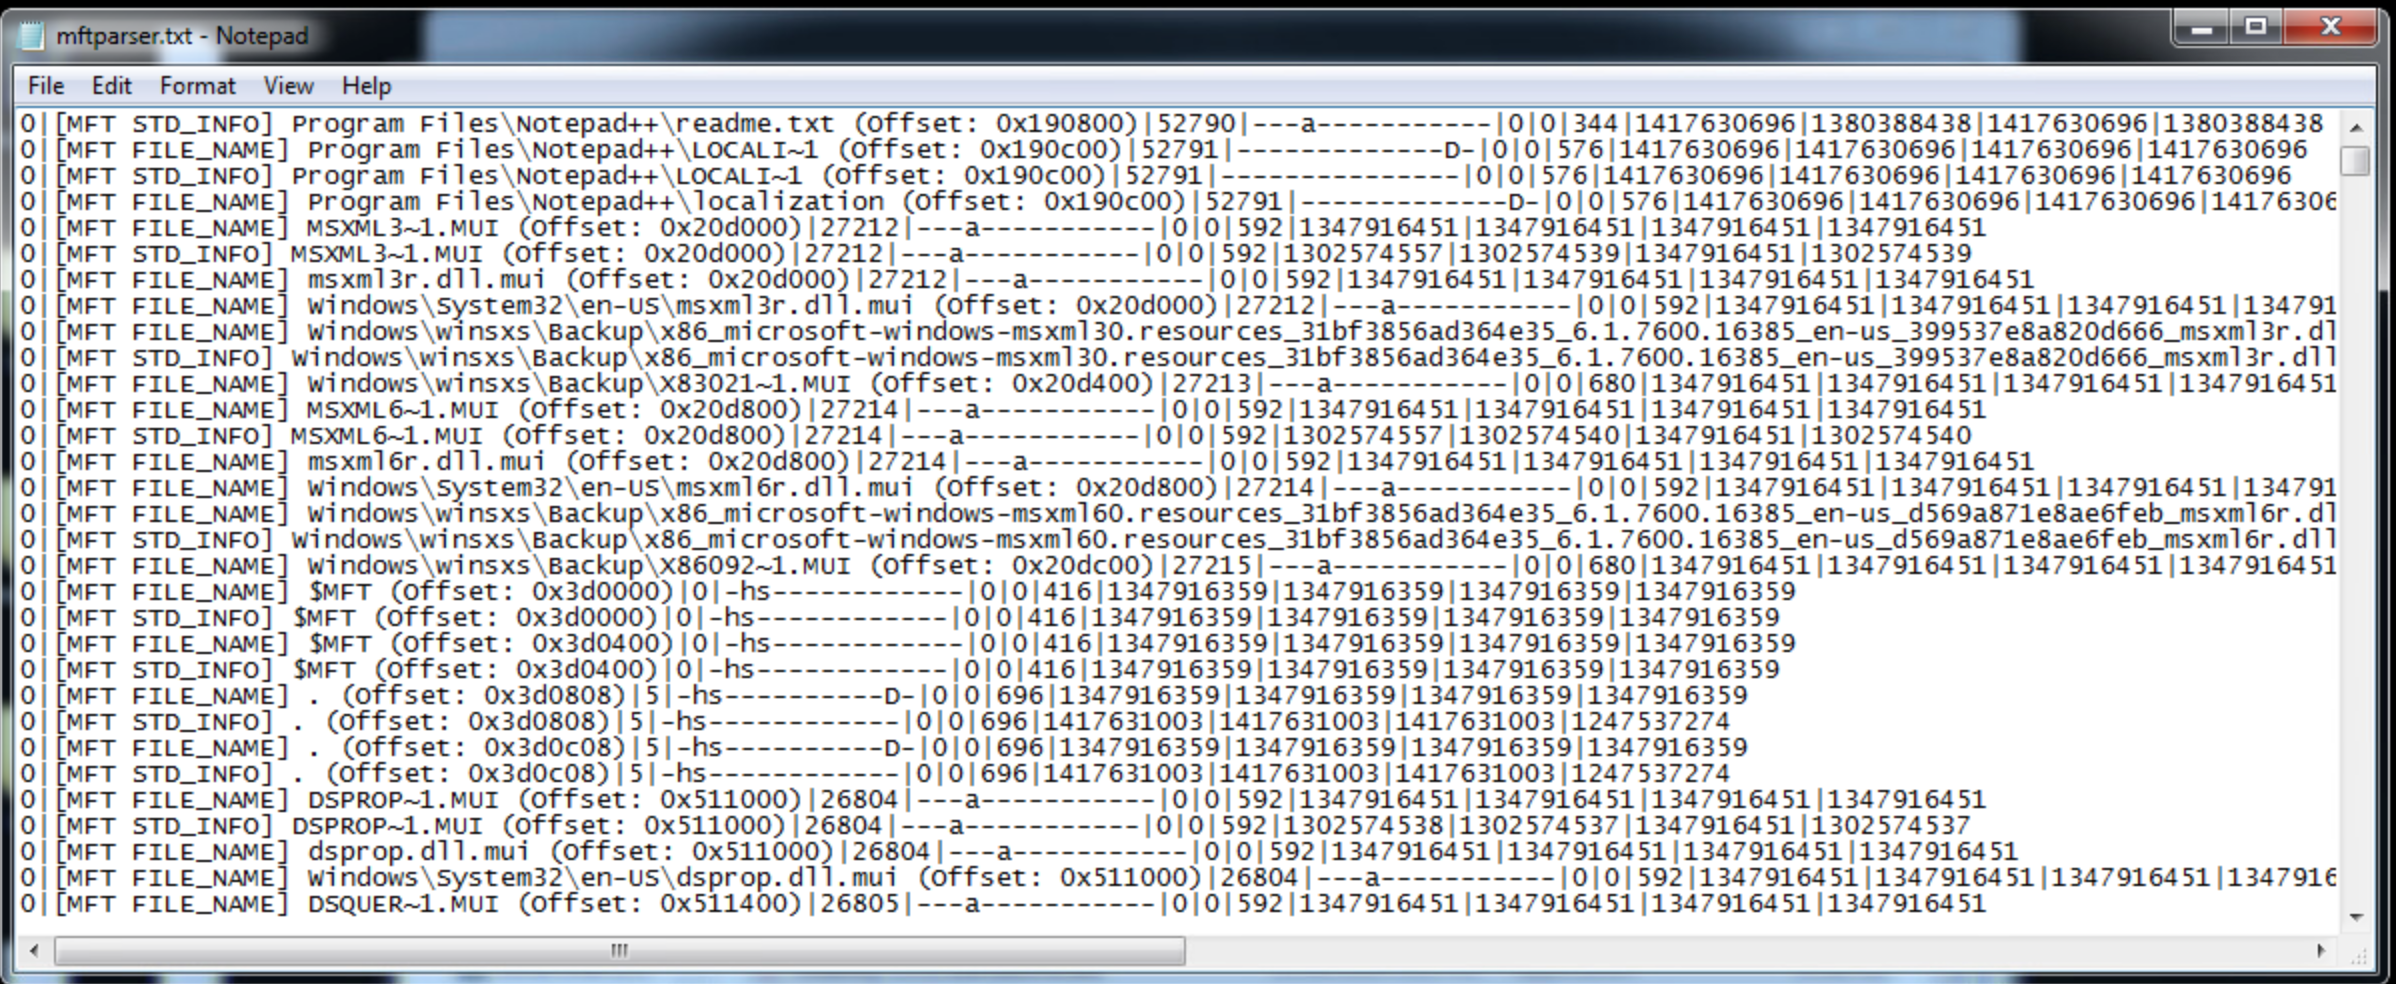 mftparser.txt - Notepad
File Edit Format View Help
0|[MFT STD_INFO] Program Files\Notepad++\readme.txt (Offset: 0x190800)|52790|---a-----------|0|0|344|1417630696|1380388438|1417630696|1380388438
0|[MFT FILE_NAME] Program Files\Notepad++\LOCALI~1 (Offset: 0x190c00)|52791|-------------D-|0|0|576|1417630696|1417630696|1417630696|1417630696
0|[MFT STD_INFO] Program Files\Notepad++\LOCALI~1 (Offset: 0x190c00)|52791|---------------|0|0|576|1417630696|1417630696|1417630696|1417630696
0|[MFT FILE_NAME] Program Files\Notepad++\localization (Offset: 0x190c00)|52791|-------------D-|0|0|576|1417630696|1417630696|1417630696|14176306
0|[MFT FILE_NAME] MSXML3~1.MUI (Offset: 0x20d000)|27212|---a-----------|0|0|592|1347916451|1347916451|1347916451|1347916451
0|[MFT STD_INFO] MSXML3~1.MUI (Offset: 0x20d000)|27212|---a-----------|0|0|592|1302574557|1302574539|1347916451|1302574539
0|[MFT FILE_NAME] msxml3r.dll.mui (Offset: 0x20d000)|27212|---a-----------|0|0|592|1347916451|1347916451|1347916451|1347916451
0|[MFT FILE_NAME] Windows\System32\en-US\msxml3r.dll.mui (Offset: 0x20d000)|27212|---a-----------|0|0|592|1347916451|1347916451|1347916451|134791
0|[MFT FILE_NAME] Windows\winsxs\Backup\x86_microsoft-windows-msxml30.resources_31bf3856ad364e35_6.1.7600.16385_en-us_399537e8a820d666_msxml3r.dl
0|[MFT STD_INFO] Windows\winsxs\Backup\x86_microsoft-windows-msxml30.resources_31bf3856ad364e35_6.1.7600.16385_en-us_399537e8a820d666_msxml3r.dll
0|[MFT FILE_NAME] Windows\winsxs\Backup\X83021~1.MUI (Offset: 0x20d400)|27213|---a-----------|0|0|680|1347916451|1347916451|1347916451|1347916451
0|[MFT FILE_NAME] MSXML6~1.MUI (Offset: 0x20d800)|27214|---a-----------|0|0|592|1347916451|1347916451|1347916451|1347916451
0|[MFT STD_INFO] MSXML6~1.MUI (Offset: 0x20d800)|27214|---a-----------|0|0|592|1302574557|1302574540|1347916451|1302574540
0|[MFT FILE_NAME] msxml6r.dll.mui (Offset: 0x20d800)|27214|---a-----------|0|0|592|1347916451|1347916451|1347916451|1347916451
0|[MFT FILE_NAME] Windows\System32\en-US\msxml6r.dll.mui (Offset: 0x20d800)|27214|---a-----------|0|0|592|1347916451|1347916451|1347916451|134791
0|[MFT FILE_NAME] Windows\winsxs\Backup\x86_microsoft-windows-msxml60.resources_31bf3856ad364e35_6.1.7600.16385_en-us_d569a871e8ae6feb_msxml6r.dl
0|[MFT STD_INFO] Windows\winsxs\Backup\x86_microsoft-windows-msxml60.resources_31bf3856ad364e35_6.1.7600.16385_en-us_d569a871e8ae6feb_msxml6r.dll
0|[MFT FILE_NAME] Windows\winsxs\Backup\X86092~1.MUI (Offset: 0x20dc00)|27215|---a-----------|0|0|680|1347916451|1347916451|1347916451|1347916451
0|[MFT FILE_NAME] $MFT (Offset: 0x3d0000)|0|-hs------------|0|0|416|1347916359|1347916359|1347916359|1347916359
0|[MFT STD_INFO] $MFT (Offset: 0x3d0000)|0|-hs------------|0|0|416|1347916359|1347916359|1347916359|1347916359
0|[MFT FILE_NAME] $MFT (Offset: 0x3d0400)|0|-hs------------|0|0|416|1347916359|1347916359|1347916359|1347916359
0|[MFT STD_INFO] $MFT (Offset: 0x3d0400)|0|-hs------------|0|0|416|1347916359|1347916359|1347916359|1347916359
0|[MFT FILE_NAME] . (Offset: 0x3d0808)|5|-hs----------D-|0|0|696|1347916359|1347916359|1347916359|1347916359
0|[MFT STD_INFO] . (Offset: 0x3d0808)|5|-hs------------|0|0|696|1417631003|1417631003|1417631003|1247537274
0|[MFT FILE_NAME] . (Offset: 0x3d0c08)|5|-hs----------D-|0|0|696|1347916359|1347916359|1347916359|1347916359
0|[MFT STD_INFO] . (Offset: 0x3d0c08)|5|-hs------------|0|0|696|1417631003|1417631003|1417631003|1247537274
0|[MFT FILE_NAME] DSPROP~1.MUI (Offset: 0x511000)|26804|---a-----------|0|0|592|1347916451|1347916451|1347916451|1347916451
0|[MFT STD_INFO] DSPROP~1.MUI (Offset: 0x511000)|26804|---a-----------|0|0|592|1302574538|1302574537|1347916451|1302574537
0|[MFT FILE_NAME] dsprop.dll.mui (Offset: 0x511000)|26804|---a-----------|0|0|592|1347916451|1347916451|1347916451|1347916451
0|[MFT FILE_NAME] Windows\System32\en-US\dsprop.dll.mui (Offset: 0x511000)|26804|---a-----------|0|0|592|1347916451|1347916451|1347916451|1347916
0|[MFT FILE_NAME] DSQUER~1.MUI (Offset: 0x511400)|26805|---a-----------|0|0|592|1347916451|1347916451|1347916451|1347916451